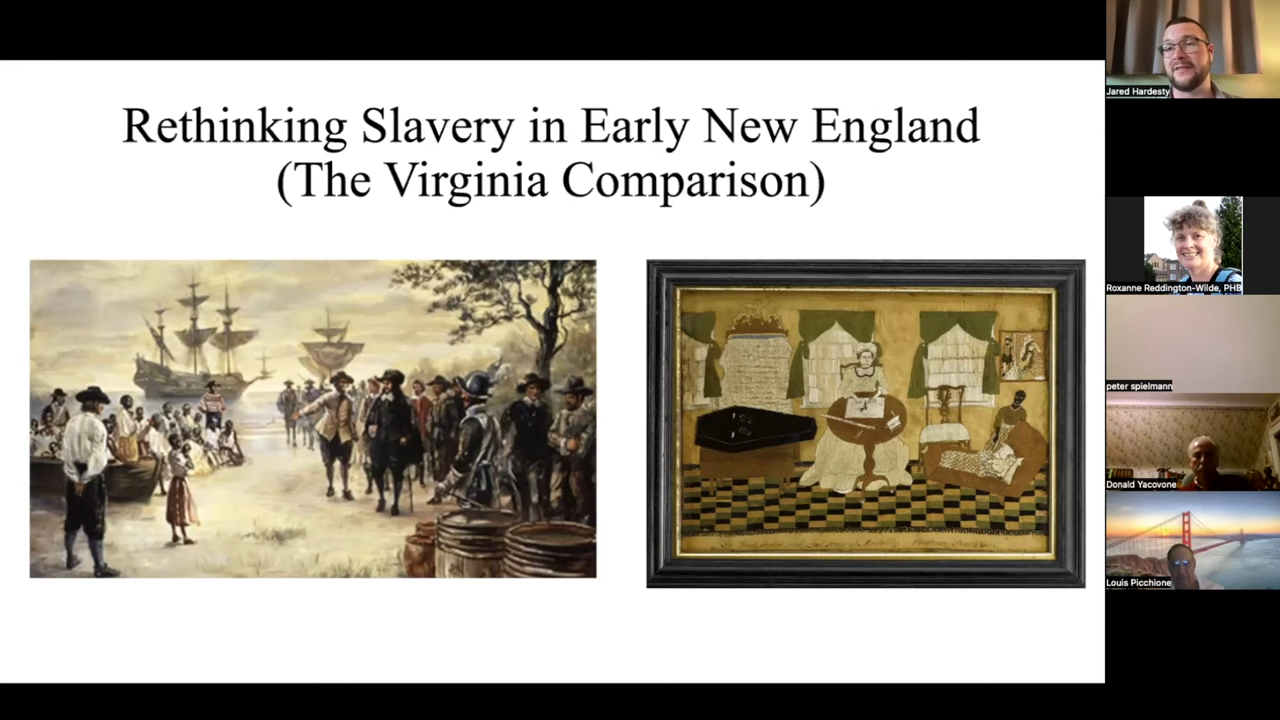 Rethinking Slavery in Early New England
(The Virginia Comparison)
Jared Hardesty
Roxanne Reddington-Wilde, PHB
peter spielmann
Donald Yacovone
Louis Picchione